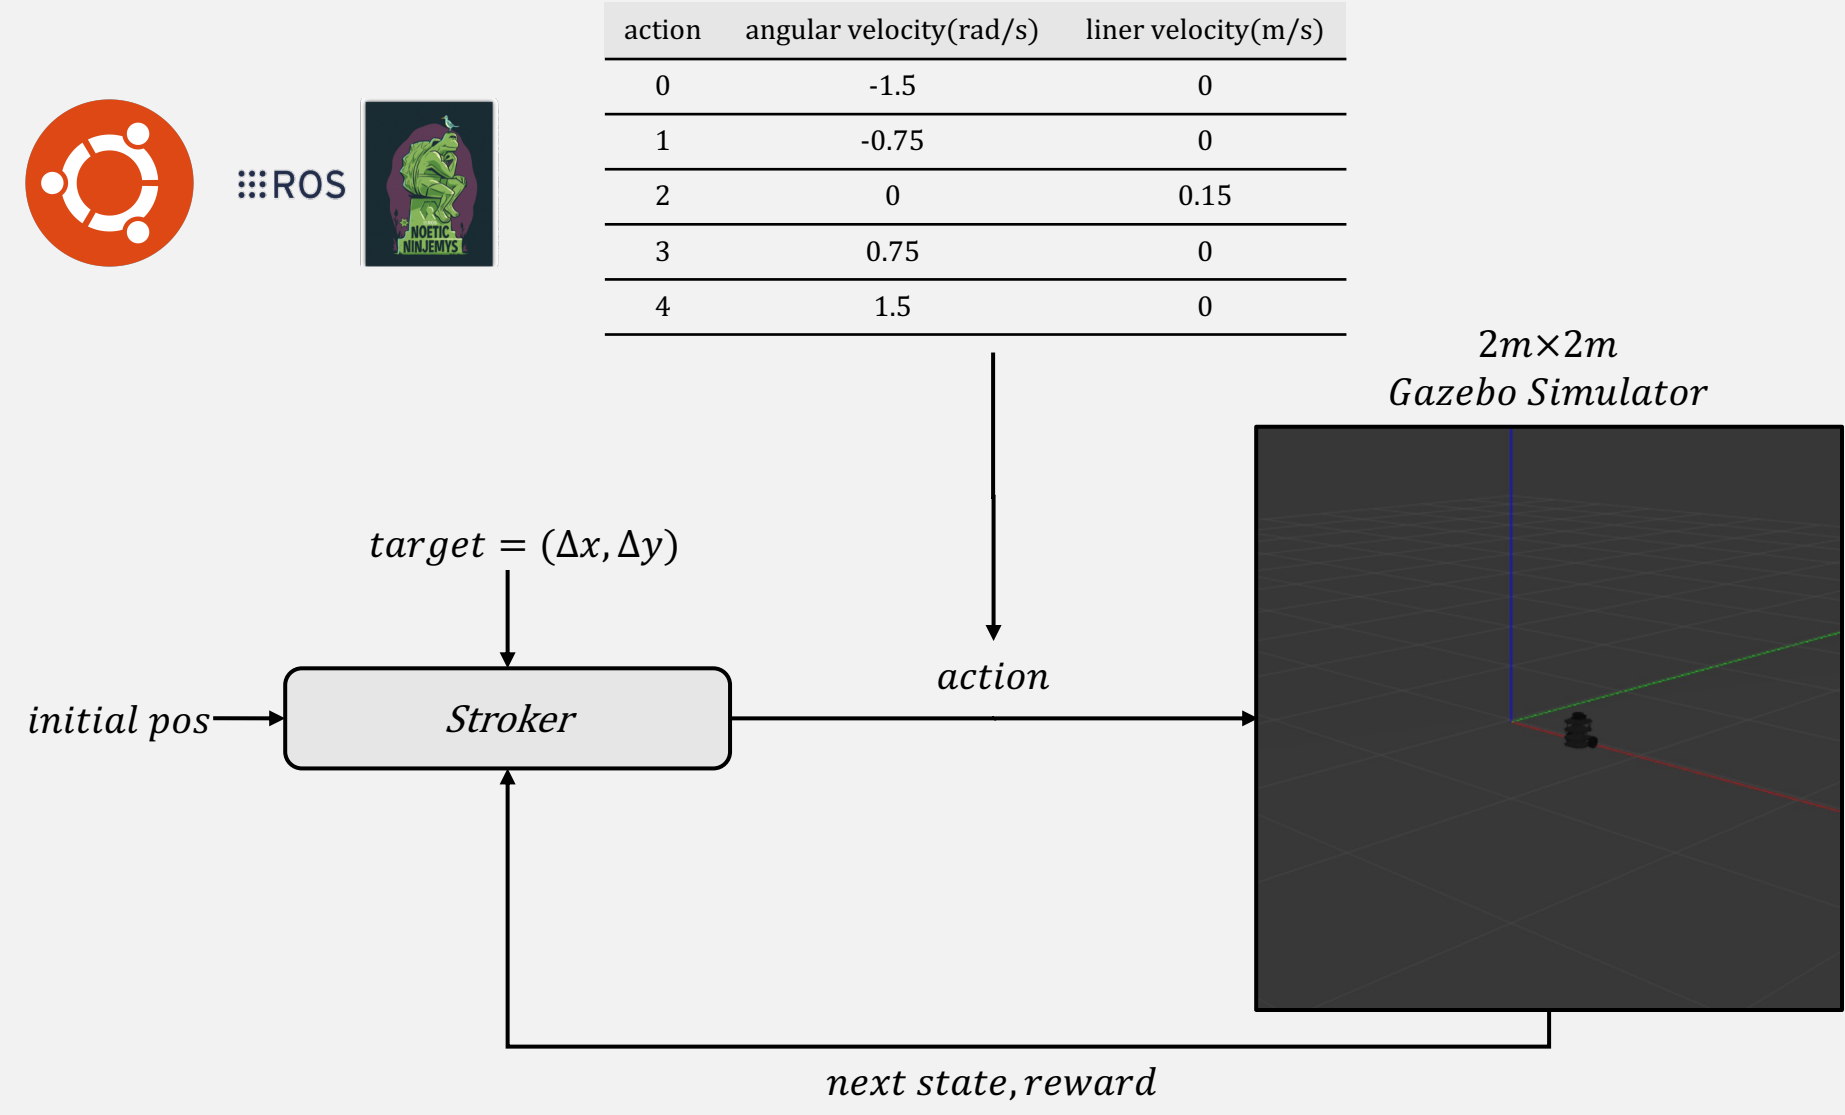 action angular velocity(rad/s) liner velocity(m/s)
0 -1.5 0
1 -0.75 0
2 0 0.15
3 0.75 0
4 1.5 0
ROS
NOETIC
NINJEMYS
2m×2m
Gazebo Simulator
target = (Δx, Δy)
action
initial pos
Stroker
next state, reward